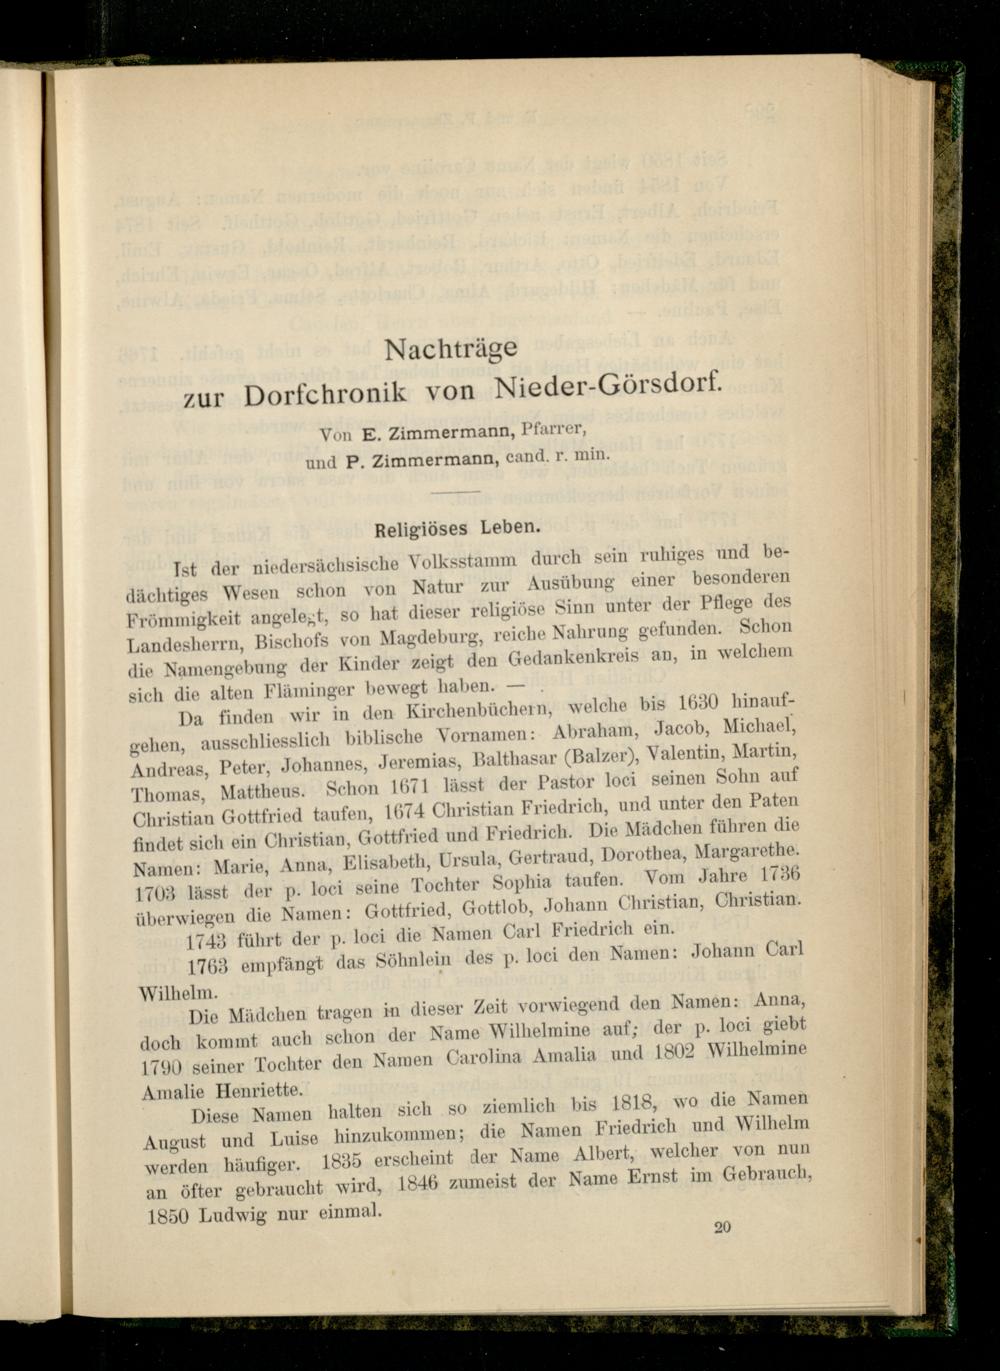 Nachträge
zur Dorfchronik von Nieder-Görsdorf.
Von E. Zimmermann, Pfarrer,
und P. Zimmermann, cand. r. min.
Religiöses Leben.
Ist der niedersächsische Volksstamm durch sein ruhiges und be-
dächtiges Wesen schon von Natur zur Ausübung einer besonderen
Frömmigkeit angelegt, so hat dieser religiöse Sinn unter der Pflege des
Landesherrn, Bischofs von Magdeburg, reiche Nahrung gefunden. Schon
die Namengebung der Kinder zeigt den Gedankenkreis an, in welchem
sich die alten Fläminger bewegt haben. —
Da finden wir in den Kirchenbüchern, welche bis 1630 hinauf-
gehen, ausschliesslich biblische Vornamen: Abraham, Jacob, Michael,
Andreas, Peter, Johannes, Jeremias, Balthasar (Balzer), Valentin, Martin,
Thomas, Mattheus. Schon 1671 lässt der Pastor loci seinen Sohn auf
Christian Gottfried taufen, 1674 Christian Friedrich, und unter den Paten
findet sich ein Christian, Gottfried und Friedrich. Die Mädchen führen die
Namen: Marie, Anna, Elisabeth, Ursula, Gertraud, Dorothea, Margarethe.
1703 lässt der p. loci seine Tochter Sophia taufen. Vom Jahre 1736
überwiegen die Namen: Gottfried, Gottlob, Johann Christian, Christian.
1743 führt der p. loci die Namen Carl Friedrich ein.
1763 empfängt das Söhnlein des p. loci den Namen: Johann Carl
Wilhelm.
Die Mädchen tragen in dieser Zeit vorwiegend den Namen: Anna,
doch kommt auch schon der Name Wilhelmine auf; der p. loci giebt
1790 seiner Tochter den Namen Carolina Amalia und 1802 Wilhelmine
Amalie Henriette.
Diese Namen halten sich so ziemlich bis 1818, wo die Namen
August und Luise hinzukommen; die Namen Friedrich und Wilhelm
werden häufiger. 1835 erscheint der Name Albert, welcher von nun
an öfter gebraucht wird, 1846 zumeist der Name Ernst im Gebrauch,
1850 Ludwig nur einmal.
20